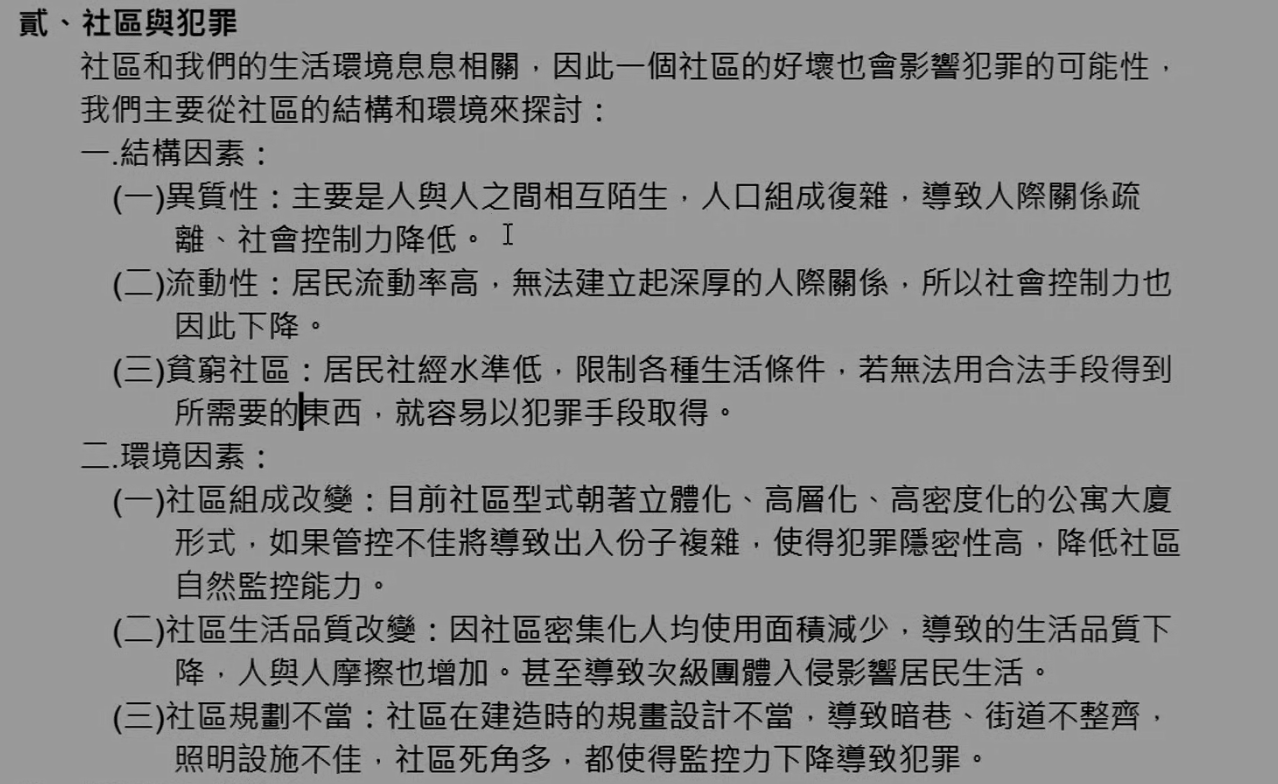 貳、社區與犯罪
社區和我們的生活環境息息相關，因此一個社區的好壞也會影響犯罪的可能性，
我們主要從社區的結構和環境來探討：
一.結構因素：
(一)異質性：主要是人與人之間相互陌生，人口組成復雜，導致人際關係疏
離、社會控制力降低。
(二)流動性：居民流動率高，無法建立起深厚的人際關係，所以社會控制力也
因此下降。
(三)貧窮社區：居民社經水準低，限制各種生活條件，若無法用合法手段得到
所需要的東西，就容易以犯罪手段取得。
二.環境因素：
(一)社區組成改變：目前社區型式朝著立體化、高層化、高密度化的公寓大廈
形式，如果管控不佳將導致出入份子複雜，使得犯罪隱密性高，降低社區
自然監控能力。
(二)社區生活品質改變：因社區密集化人均使用面積減少，導致的生活品質下
降，人與人摩擦也增加。甚至導致次級團體入侵影響居民生活。
(三)社區規劃不當：社區在建造時的規畫設計不當，導致暗巷、街道不整齊，
照明設施不佳，社區死角多，都使得監控力下降導致犯罪。